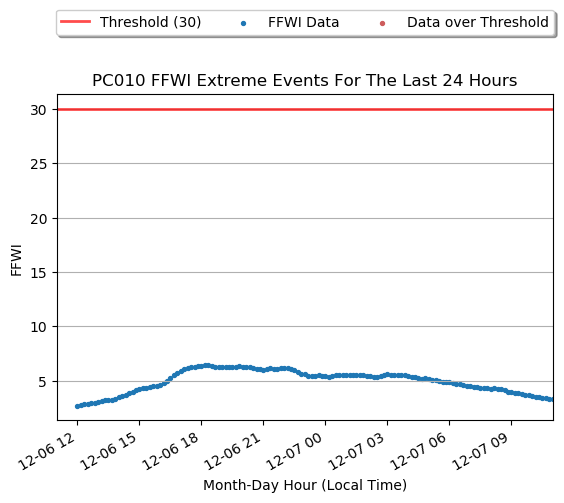 Threshold (30) FFWI Data Data over Threshold
PC010 FFWI Extreme Events For The Last 24 Hours
30
25
20
15
10
5
FFWI
12-06 12 12-06 15 12-06 18 12-06 21 12-07 00 12-07 03 12-07 06 12-07 09
Month-Day Hour (Local Time)